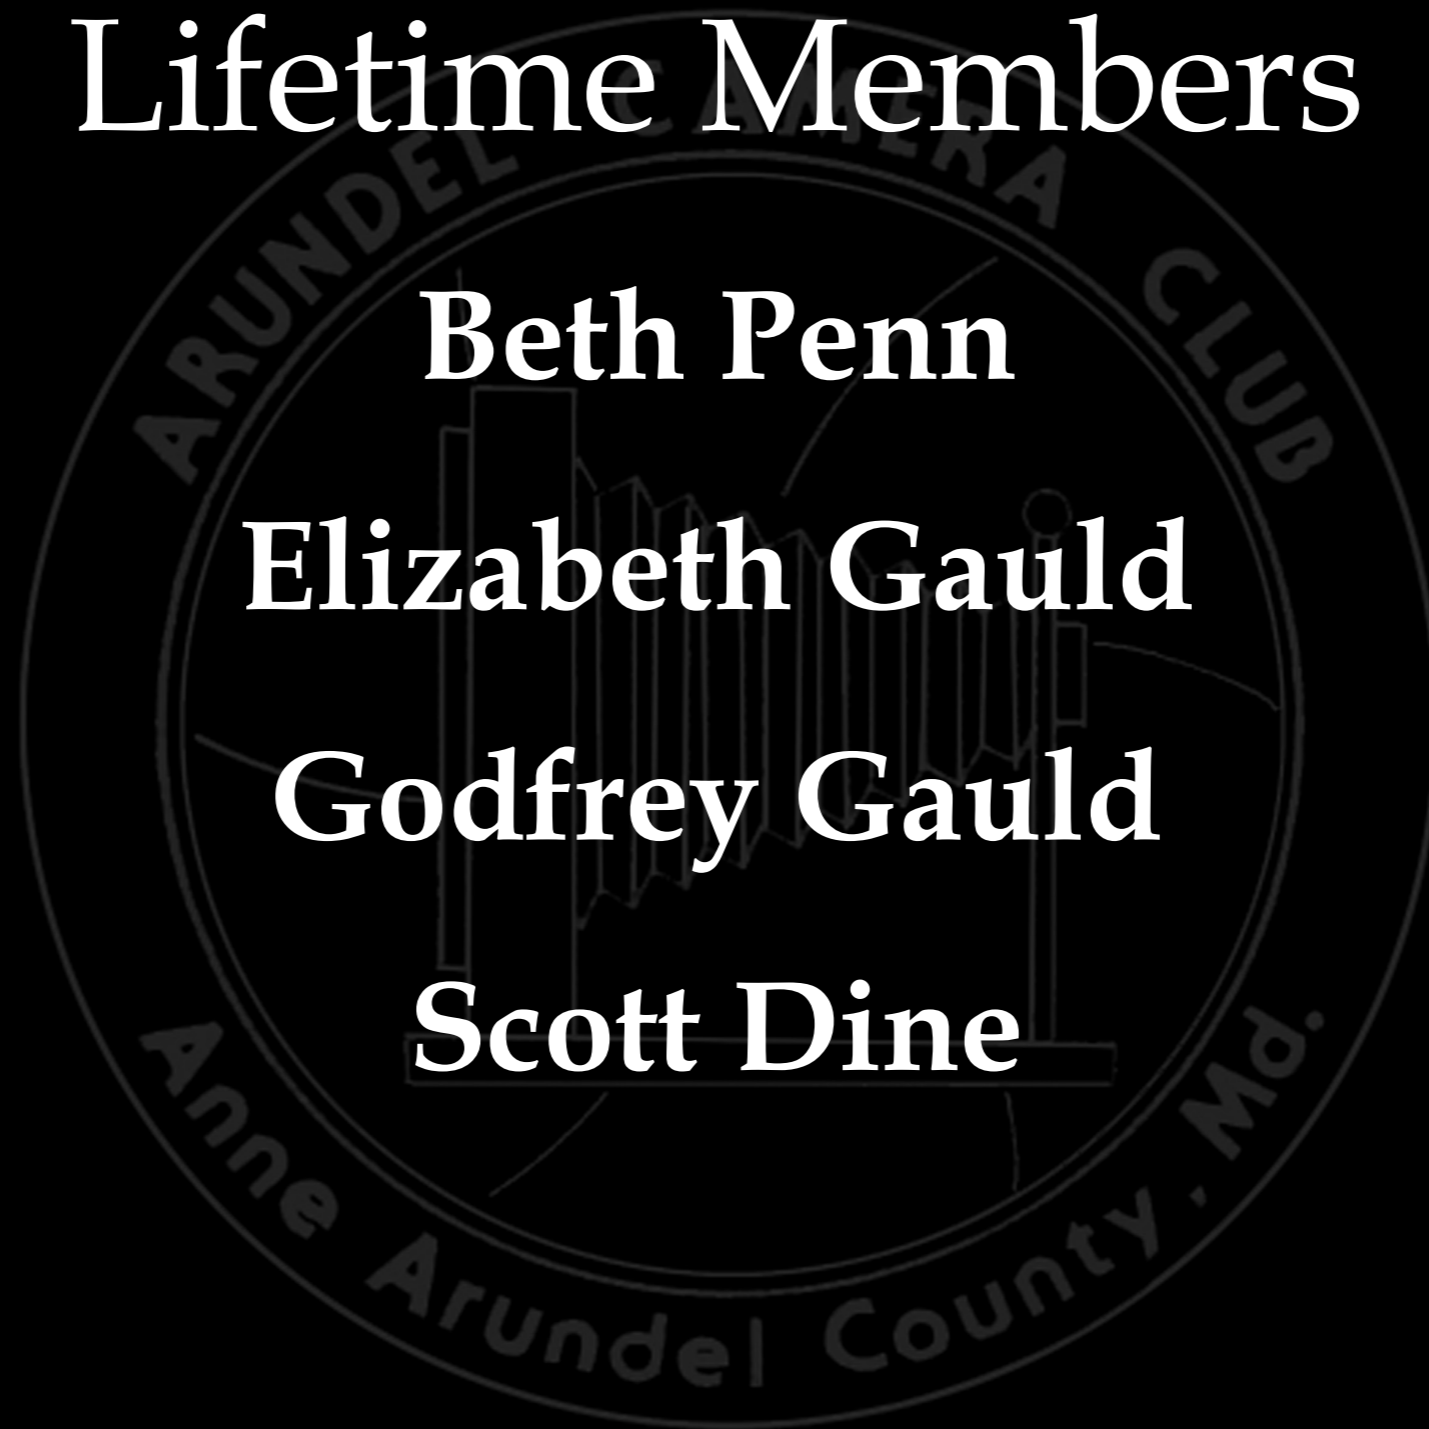 Lifetime Members
ARUNDEL CAMERA CLUB
Beth Penn
Elizabeth Gauld
Godfrey Gauld
Scott Dine
Anne Arundel County, Md.